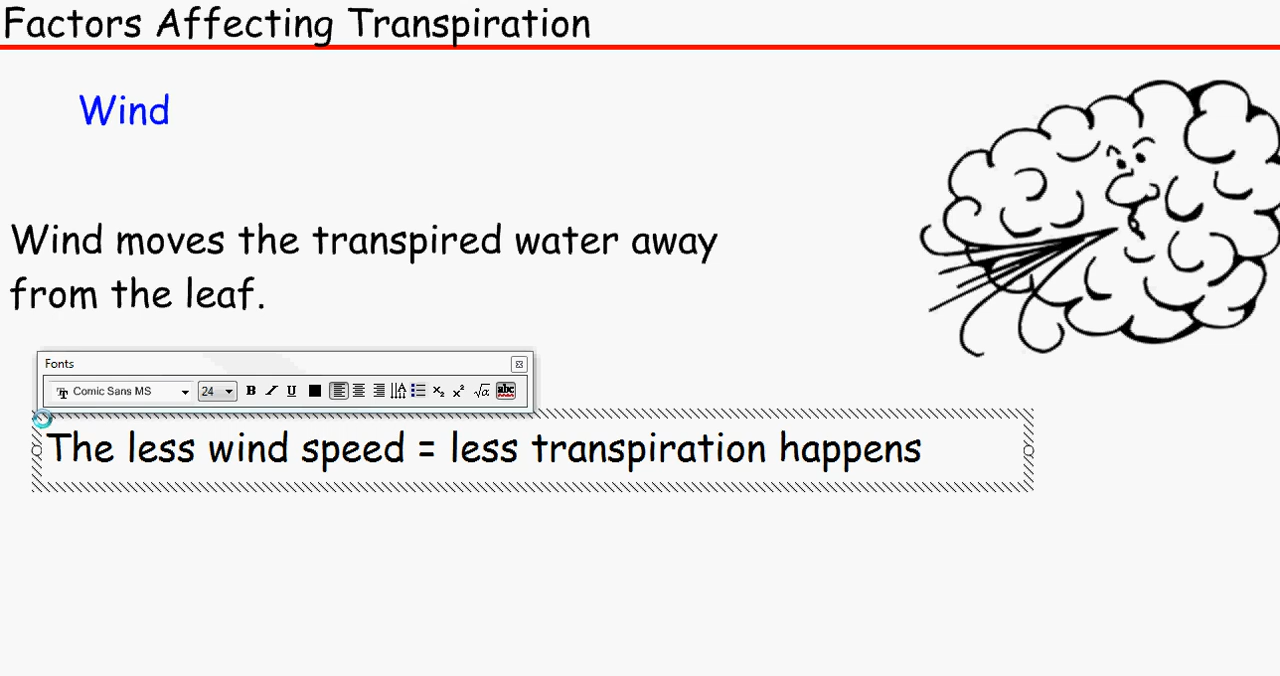 Factors Affecting Transpiration
Wind
Wind moves the transpired water away
from the leaf.
Fonts
Comic Sans MS 24 B I U abc
The less wind speed = less transpiration happens